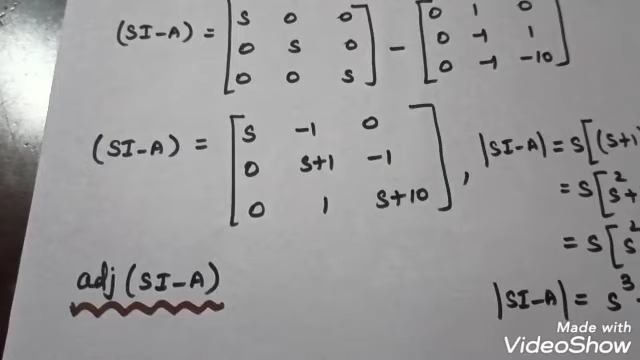 (SI-A) = [ S 0 0 ; 0 S 0 ; 0 0 S ] - [ 0 1 0 ; 0 -1 1 ; 0 -1 -10 ]
(SI-A) = [ S -1 0 ; 0 S+1 -1 ; 0 1 S+10 ] , |SI-A| = S[(S+1)
= S[S²+
= S[S²
|SI-A| = S³
adj (SI-A)
Made with
VideoShow